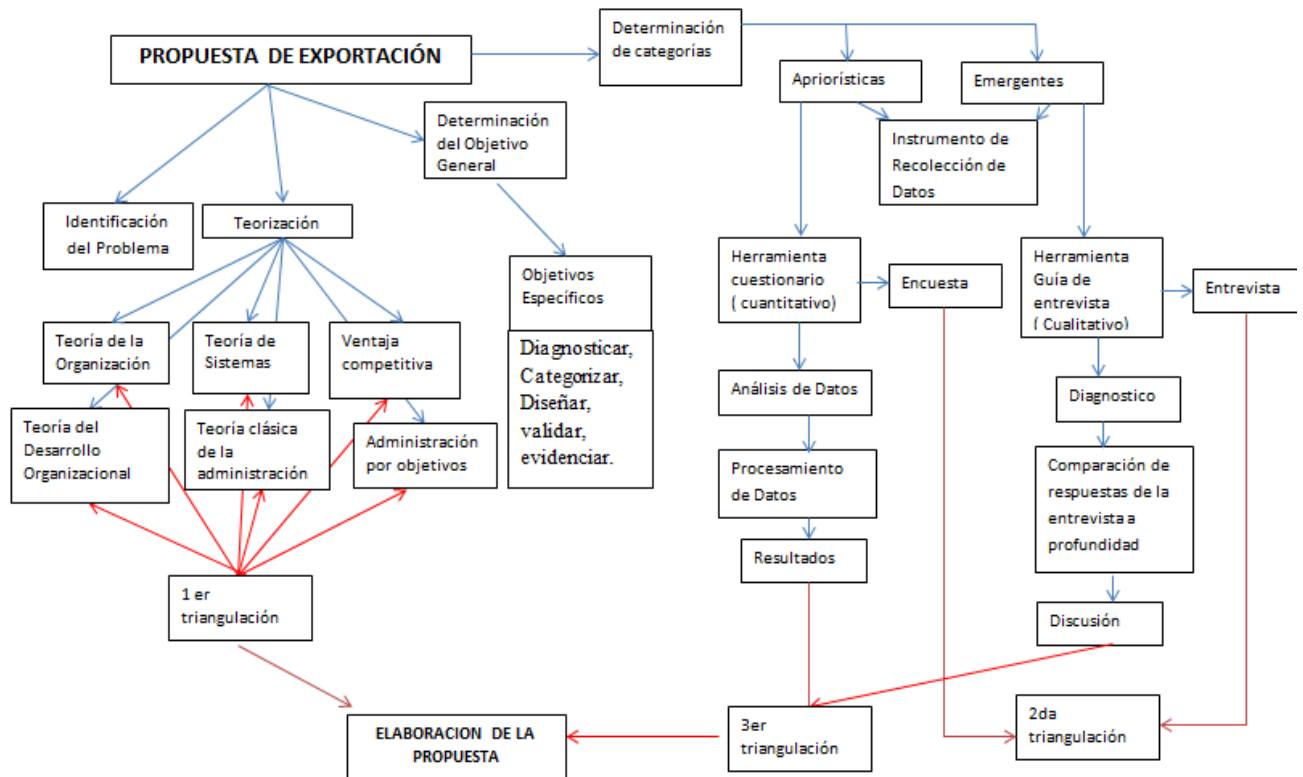 PROPUESTA DE EXPORTACIÓN
Determinación
de categorías
Apriorísticas
Emergentes
Determinación
del Objetivo
General
Instrumento de
Recolección de
Datos
Identificación
del Problema
Teorización
Objetivos
Específicos
Diagnosticar,
Categorizar,
Diseñar,
validar,
evidenciar.
Herramienta
cuestionario
( cuantitativo)
Encuesta
Herramienta
Guía de
entrevista
( Cualitativo)
Entrevista
Teoría de la
Organización
Teoría de
Sistemas
Ventaja
competitiva
Teoría del
Desarrollo
Organizacional
Teoría clásica
de la
administración
Administración
por objetivos
Análisis de Datos
Diagnostico
Procesamiento
de Datos
Comparación de
respuestas de la
entrevista a
profundidad
Resultados
Discusión
1 er
triangulación
ELABORACION DE LA
PROPUESTA
3er
triangulación
2da
triangulación